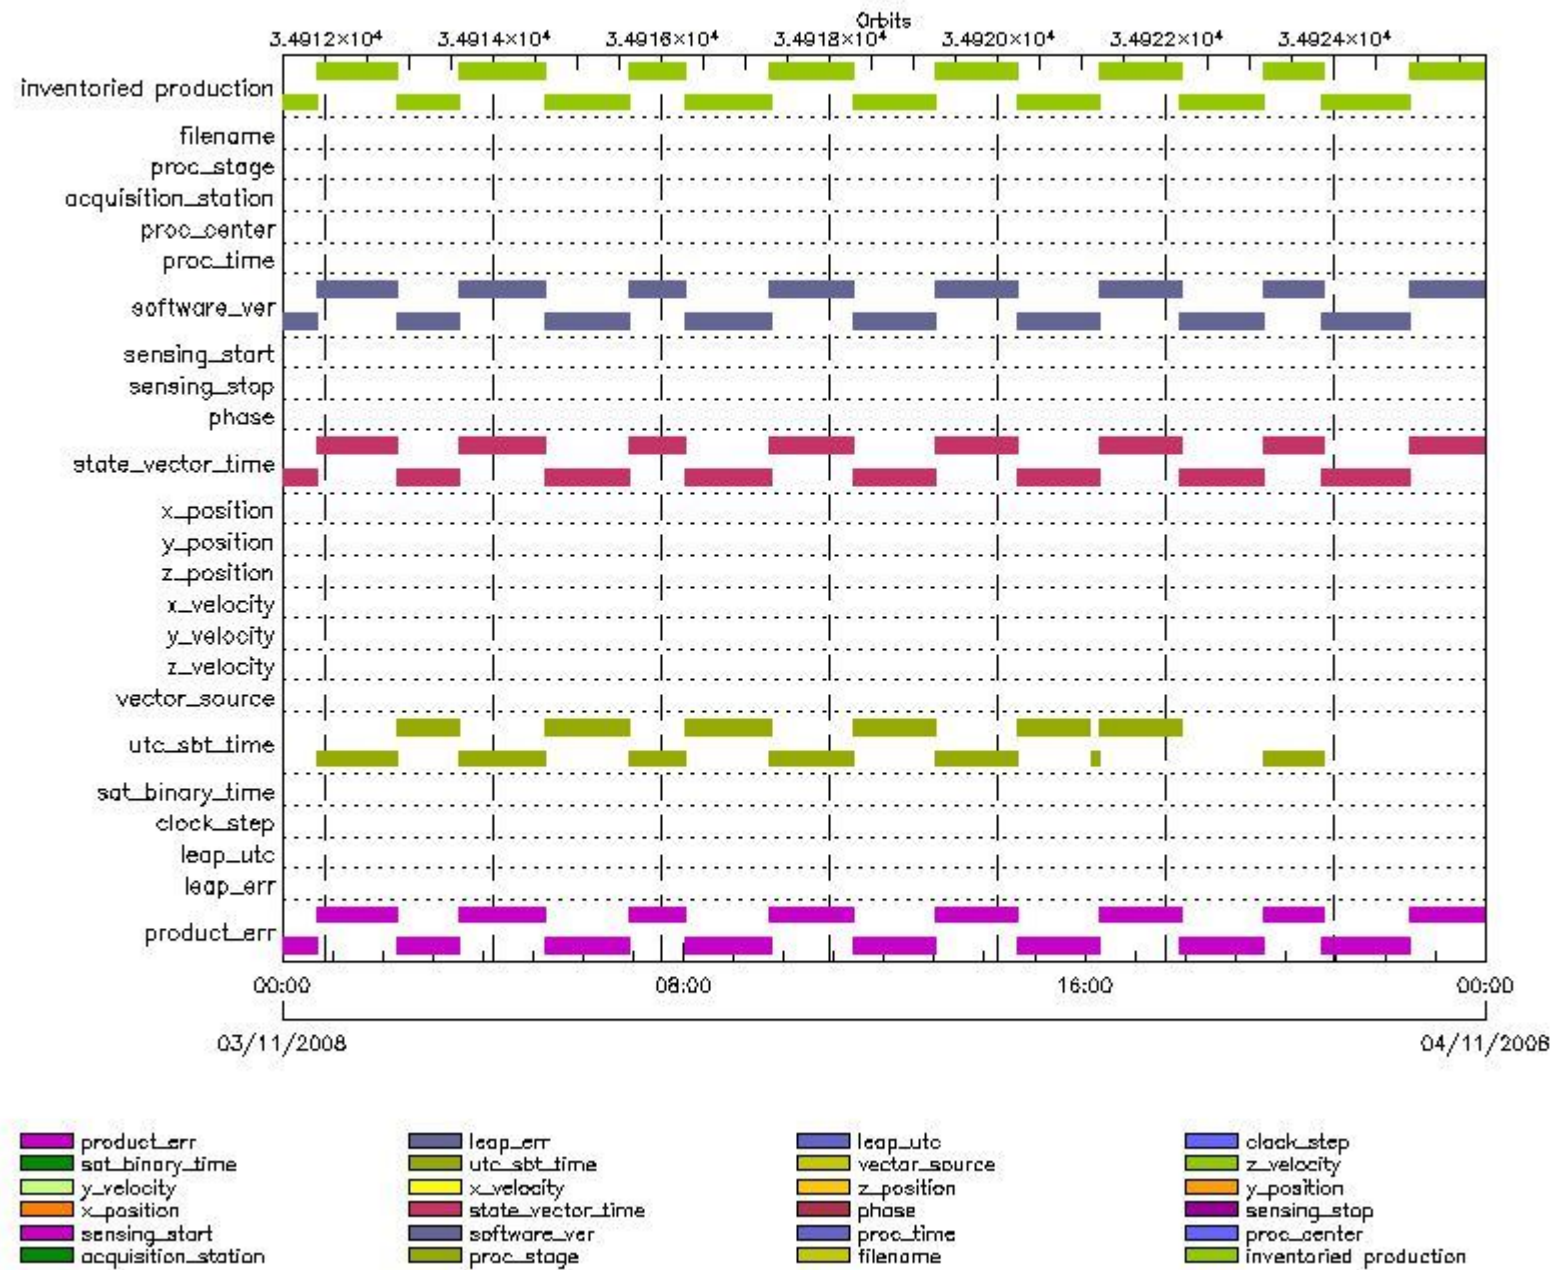 Orbits
3.4912×10⁴ 3.4914×10⁴ 3.4916×10⁴ 3.4918×10⁴ 3.4920×10⁴ 3.4922×10⁴ 3.4924×10⁴
inventoried production
filename
proc_stage
acquisition_station
proc_center
proc_time
software_ver
sensing_start
sensing_stop
phase
state_vector_time
x_position
y_position
z_position
x_velocity
y_velocity
z_velocity
vector_source
utc_sbt_time
sat_binary_time
clock_step
leap_utc
leap_err
product_err
00:00 08:00 16:00 00:00
03/11/2008 04/11/2008
product_err leap_err leap_utc clock_step
sat_binary_time utc_sbt_time vector_source z_velocity
y_velocity x_velocity z_position y_position
x_position state_vector_time phase sensing_stop
sensing_start software_ver proc_time proc_center
acquisition_station proc_stage filename inventoried production